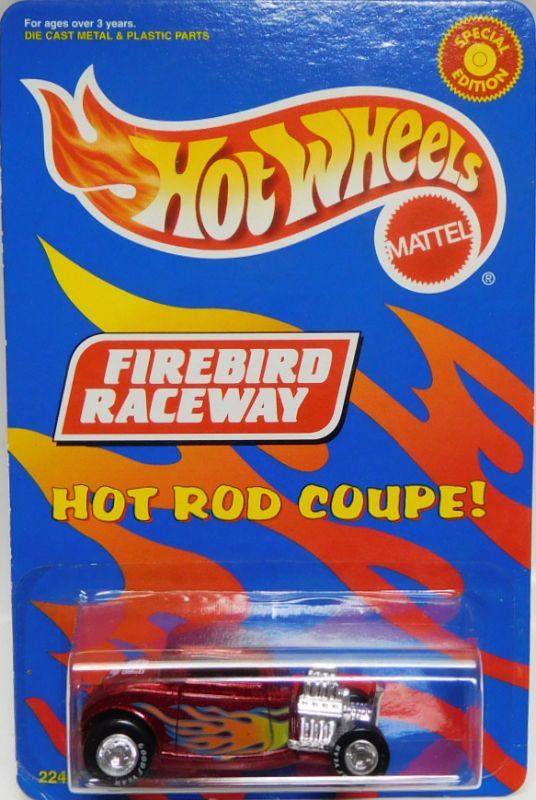 For ages over 3 years.
DIE CAST METAL & PLASTIC PARTS
SPECIAL EDITION
HOT WHEELS
MATTEL
®
FIREBIRD
RACEWAY
HOT ROD COUPE!
224
GOODYEAR